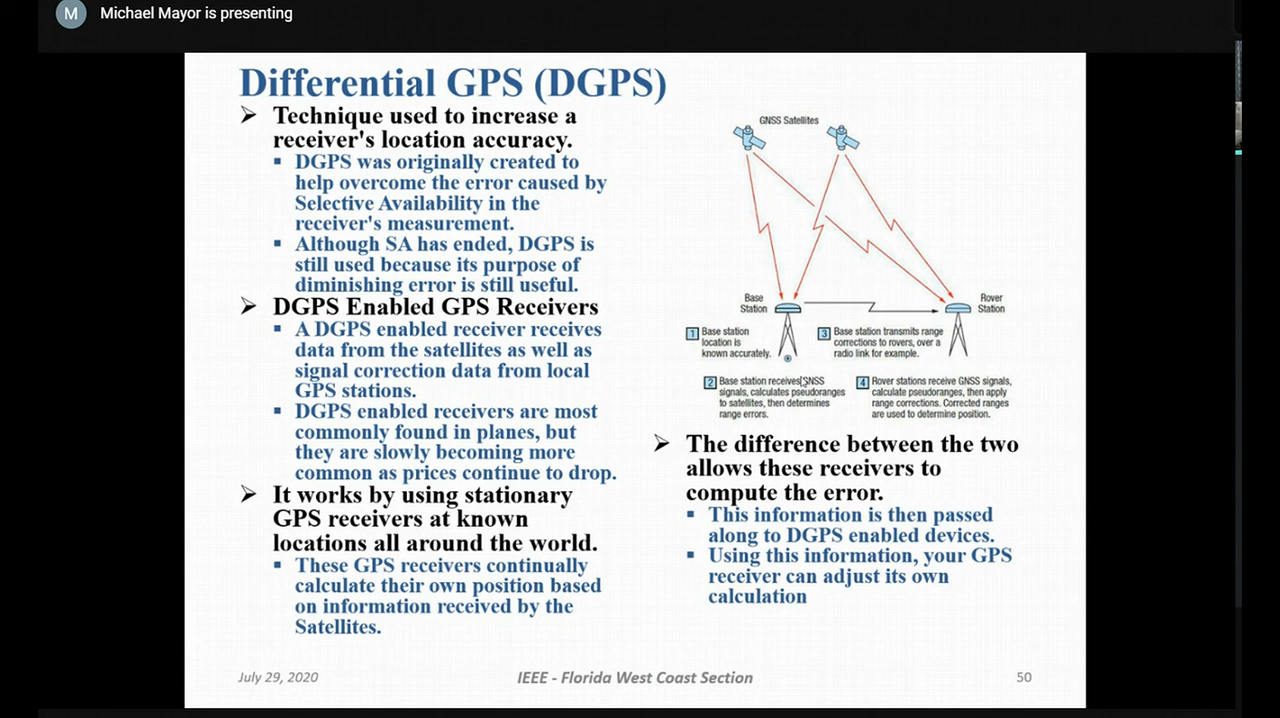 M
Michael Mayor is presenting
Differential GPS (DGPS)
➢ Technique used to increase a
receiver's location accuracy.
▪ DGPS was originally created to
help overcome the error caused by
Selective Availability in the
receiver's measurement.
▪ Although SA has ended, DGPS is
still used because its purpose of
diminishing error is still useful.
➢ DGPS Enabled GPS Receivers
▪ A DGPS enabled receiver receives
data from the satellites as well as
signal correction data from local
GPS stations.
▪ DGPS enabled receivers are most
commonly found in planes, but
they are slowly becoming more
common as prices continue to drop.
➢ It works by using stationary
GPS receivers at known
locations all around the world.
▪ These GPS receivers continually
calculate their own position based
on information received by the
Satellites.
GNSS Satellites
Base
Station
Rover
Station
1 Base station
location is
known accurately.
3 Base station transmits range
corrections to rovers, over a
radio link for example.
2 Base station receives GNSS
signals, calculates pseudoranges
to satellites, then determines
range errors.
4 Rover stations receive GNSS signals,
calculate pseudoranges, then apply
range corrections. Corrected ranges
are used to determine position.
➢ The difference between the two
allows these receivers to
compute the error.
▪ This information is then passed
along to DGPS enabled devices.
▪ Using this information, your GPS
receiver can adjust its own
calculation
July 29, 2020
IEEE - Florida West Coast Section
50